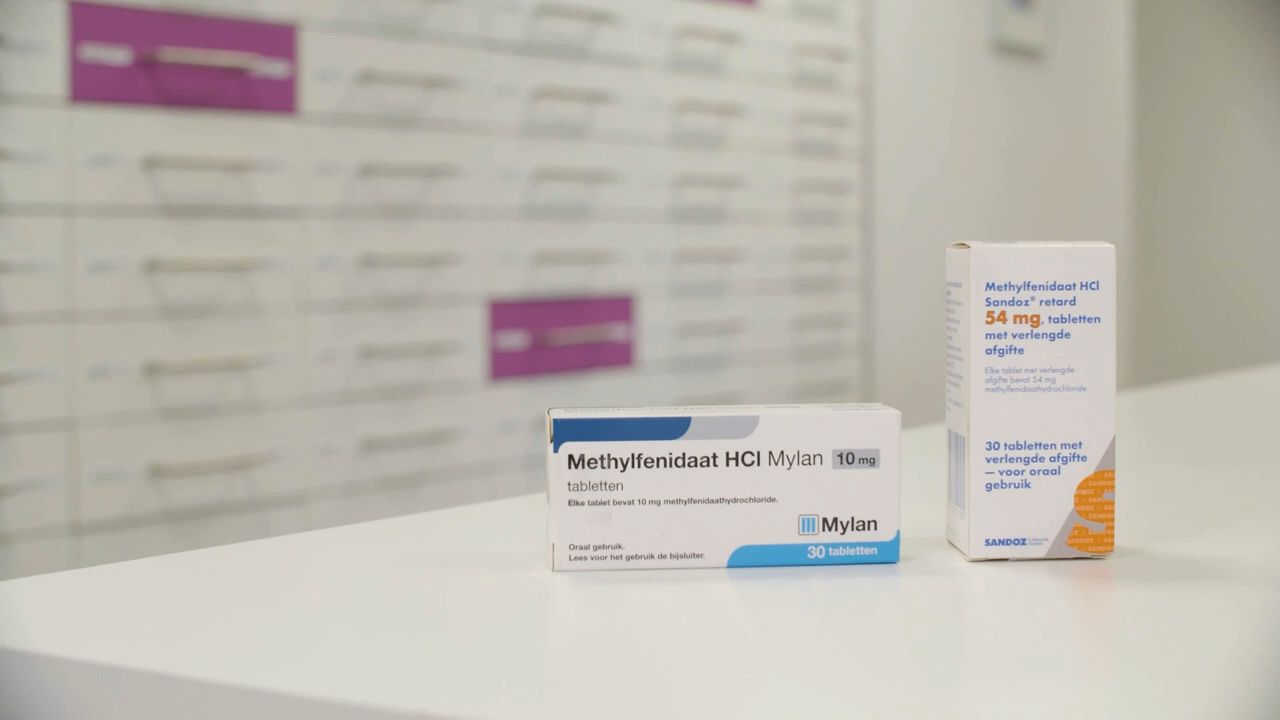 Methylfenidaat HCl Mylan 10 mg
tabletten
Elke tablet bevat 10 mg methylfenidaathydrochloride.
Mylan
Oraal gebruik.
Lees voor het gebruik de bijsluiter.
30 tabletten
Methylfenidaat HCl
Sandoz® retard
54 mg, tabletten
met verlengde
afgifte
Elke tablet met verlengde
afgifte bevat 54 mg
methylfenidaathydrochloride.
30 tabletten met
verlengde afgifte
— voor oraal
gebruik
SANDOZ